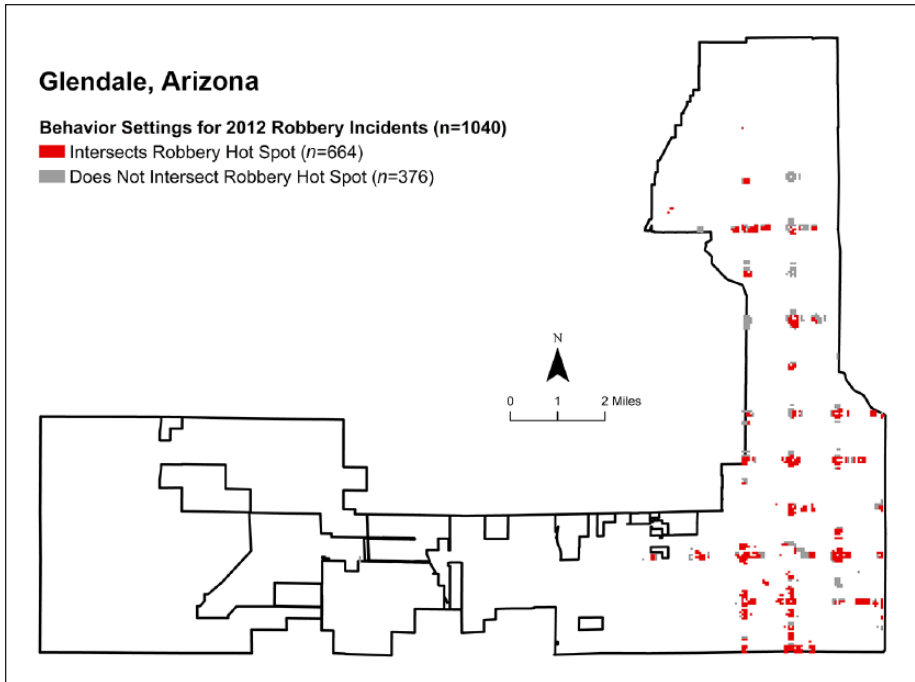 Glendale, Arizona
Behavior Settings for 2012 Robbery Incidents (n=1040)
Intersects Robbery Hot Spot (n=664)
Does Not Intersect Robbery Hot Spot (n=376)
N
0 1 2 Miles